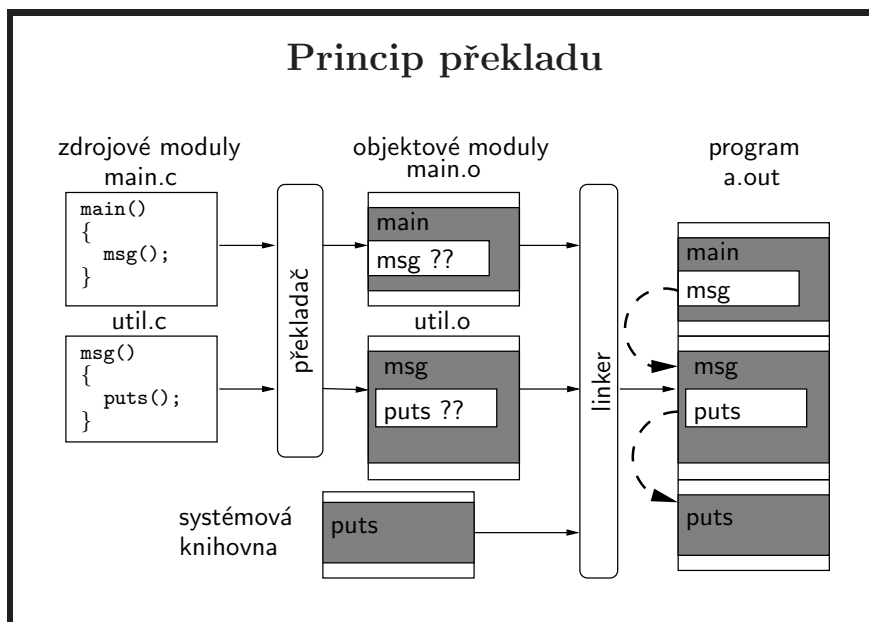 Princip překladu
zdrojové moduly
main.c
main()
{
msg();
}
util.c
msg()
{
puts();
}
překladač
objektové moduly
main.o
main
msg ??
util.o
msg
puts ??
systémová
knihovna
puts
linker
program
a.out
main
msg
msg
puts
puts